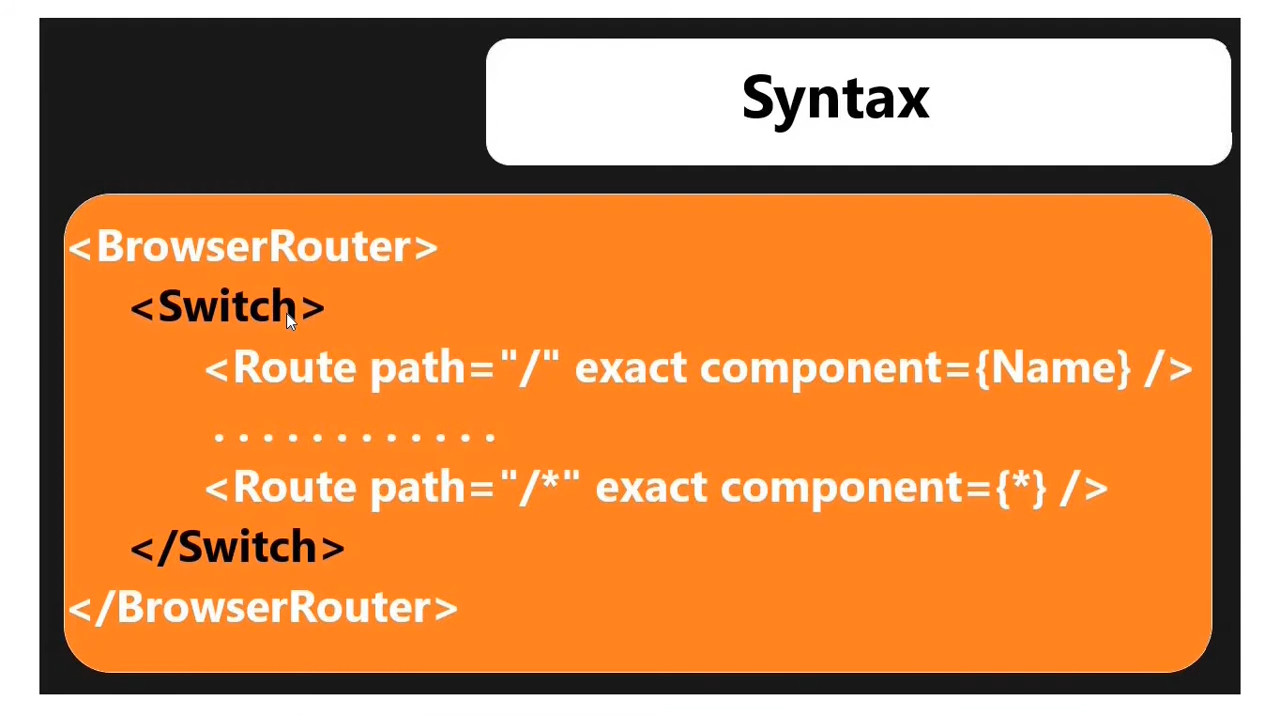 Syntax
<BrowserRouter>
<Switch>
<Route path="/" exact component={Name} />
. . . . . . . . . . . .
<Route path="/*" exact component={*} />
</Switch>
</BrowserRouter>